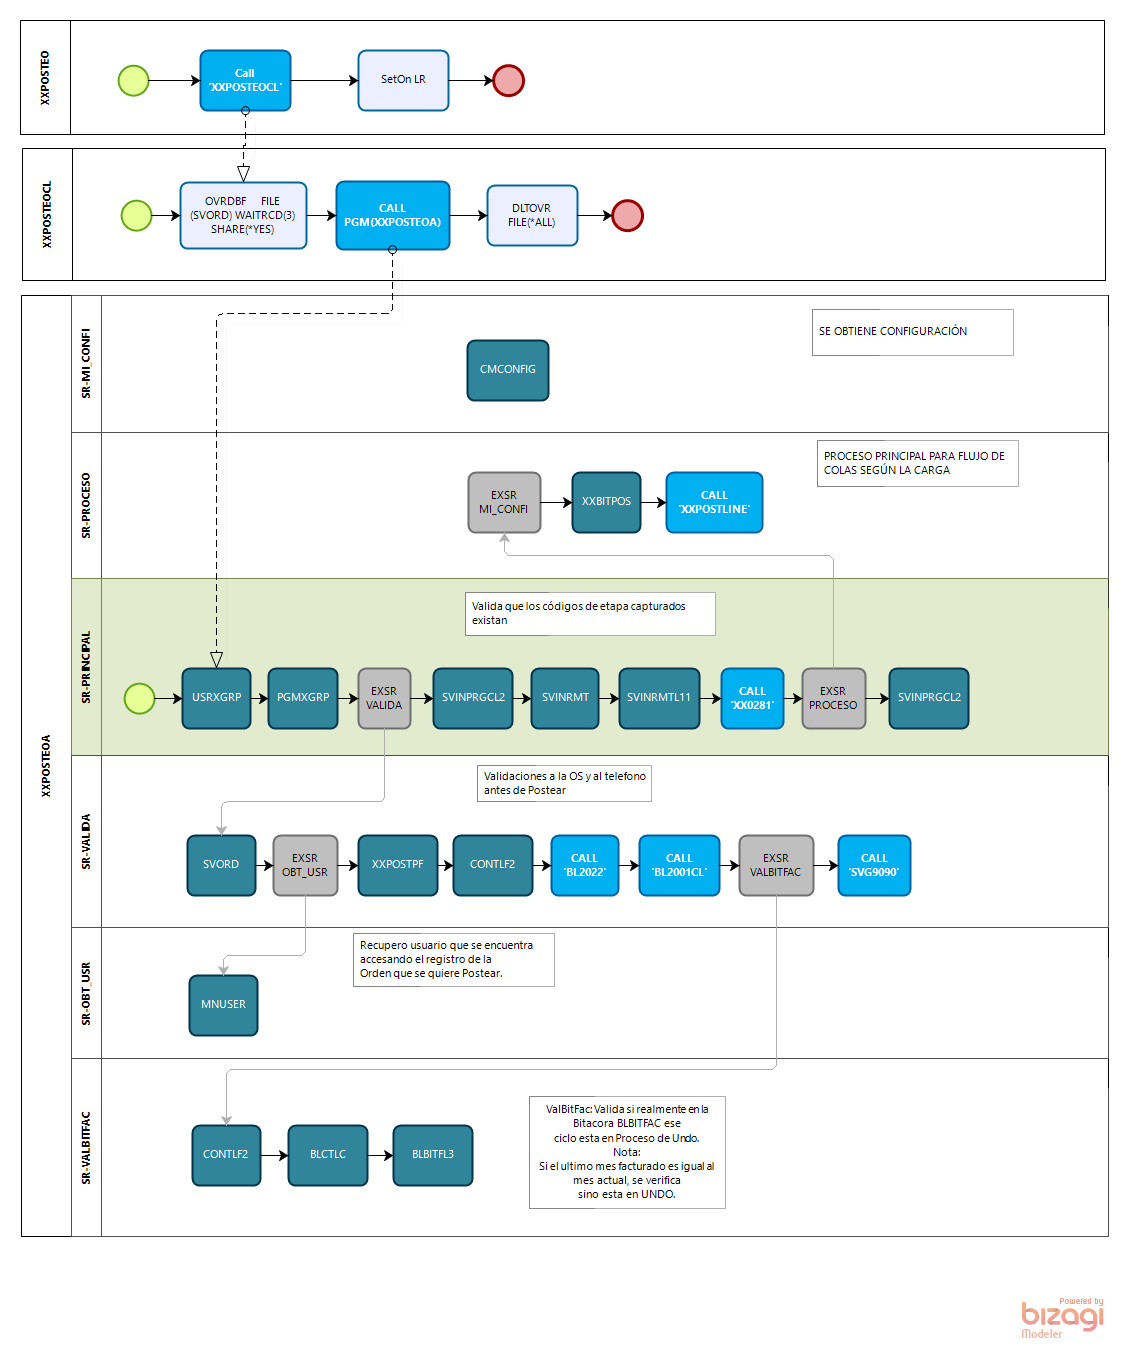 XXPOSTEO
Call
'XXPOSTEOCL'
SetOn LR
XXPOSTEOCL
OVRDBF FILE
(SVORD) WAITRCD(3)
SHARE(*YES)
CALL
PGM(XXPOSTEOA)
DLTOVR
FILE(*ALL)
XXPOSTEOA
SR-MI_CONFI
SE OBTIENE CONFIGURACIÓN
CMCONFIG
SR-PROCESO
PROCESO PRINCIPAL PARA FLUJO DE
COLAS SEGÚN LA CARGA
EXSR
MI_CONFI
XXBITPOS
CALL
'XXPOSTLINE'
SR-PRINCIPAL
Valida que los códigos de etapa capturados
existan
USRXGRP
PGMXGRP
EXSR
VALIDA
SVINPRGCL2
SVINRMT
SVINRMTL11
CALL
'XX0281'
EXSR
PROCESO
SVINPRGCL2
SR-VALIDA
Validaciones a la OS y al telefono
antes de Postear
SVORD
EXSR
OBT_USR
XXPOSTPF
CONTLF2
CALL
'BL2022'
CALL
'BL2001CL'
EXSR
VALBITFAC
CALL
'SVG9090'
SR-OBT_USR
Recupero usuario que se encuentra
accesando el registro de la
Orden que se quiere Postear.
MNUSER
SR-VALBITFAC
CONTLF2
BLCTLC
BLBITFL3
ValBitFac: Valida si realmente en la
Bitacora BLBITFAC ese
ciclo esta en Proceso de Undo.
Nota:
Si el ultimo mes facturado es igual al
mes actual, se verifica
sino esta en UNDO.
Powered by
bizagi
Modeler